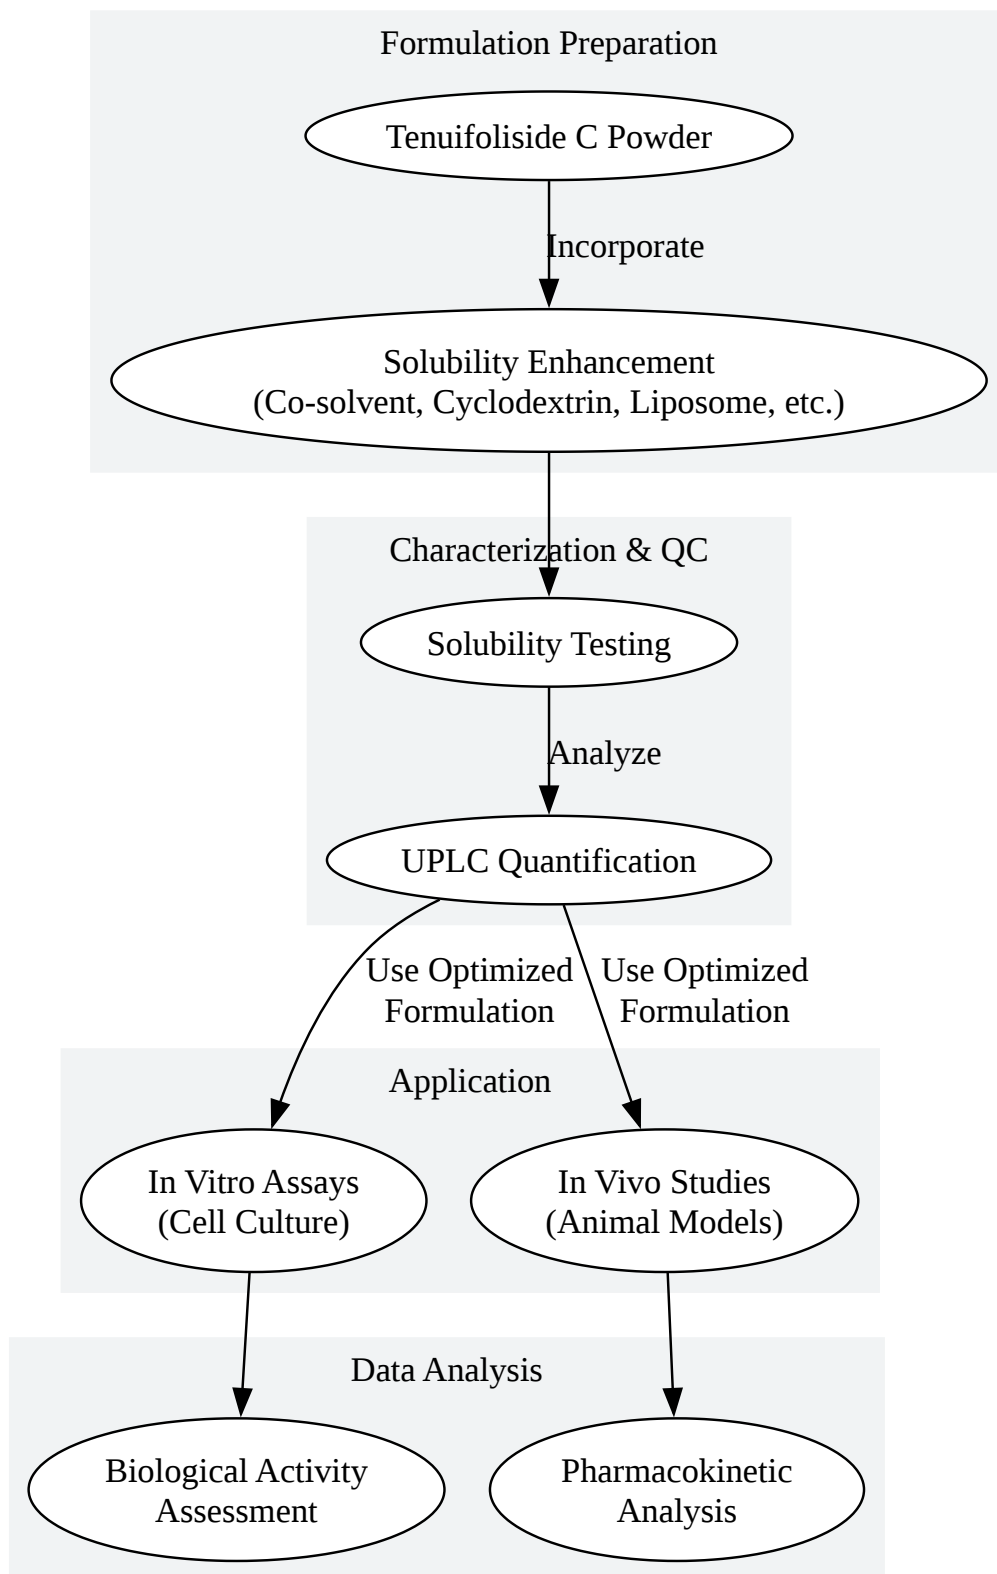 Formulation Preparation
Tenuifoliside C Powder
Incorporate
Solubility Enhancement
(Co-solvent, Cyclodextrin, Liposome, etc.)
Characterization & QC
Solubility Testing
Analyze
UPLC Quantification
Use Optimized
Formulation
Use Optimized
Formulation
Application
In Vitro Assays
(Cell Culture)
In Vivo Studies
(Animal Models)
Data Analysis
Biological Activity
Assessment
Pharmacokinetic
Analysis